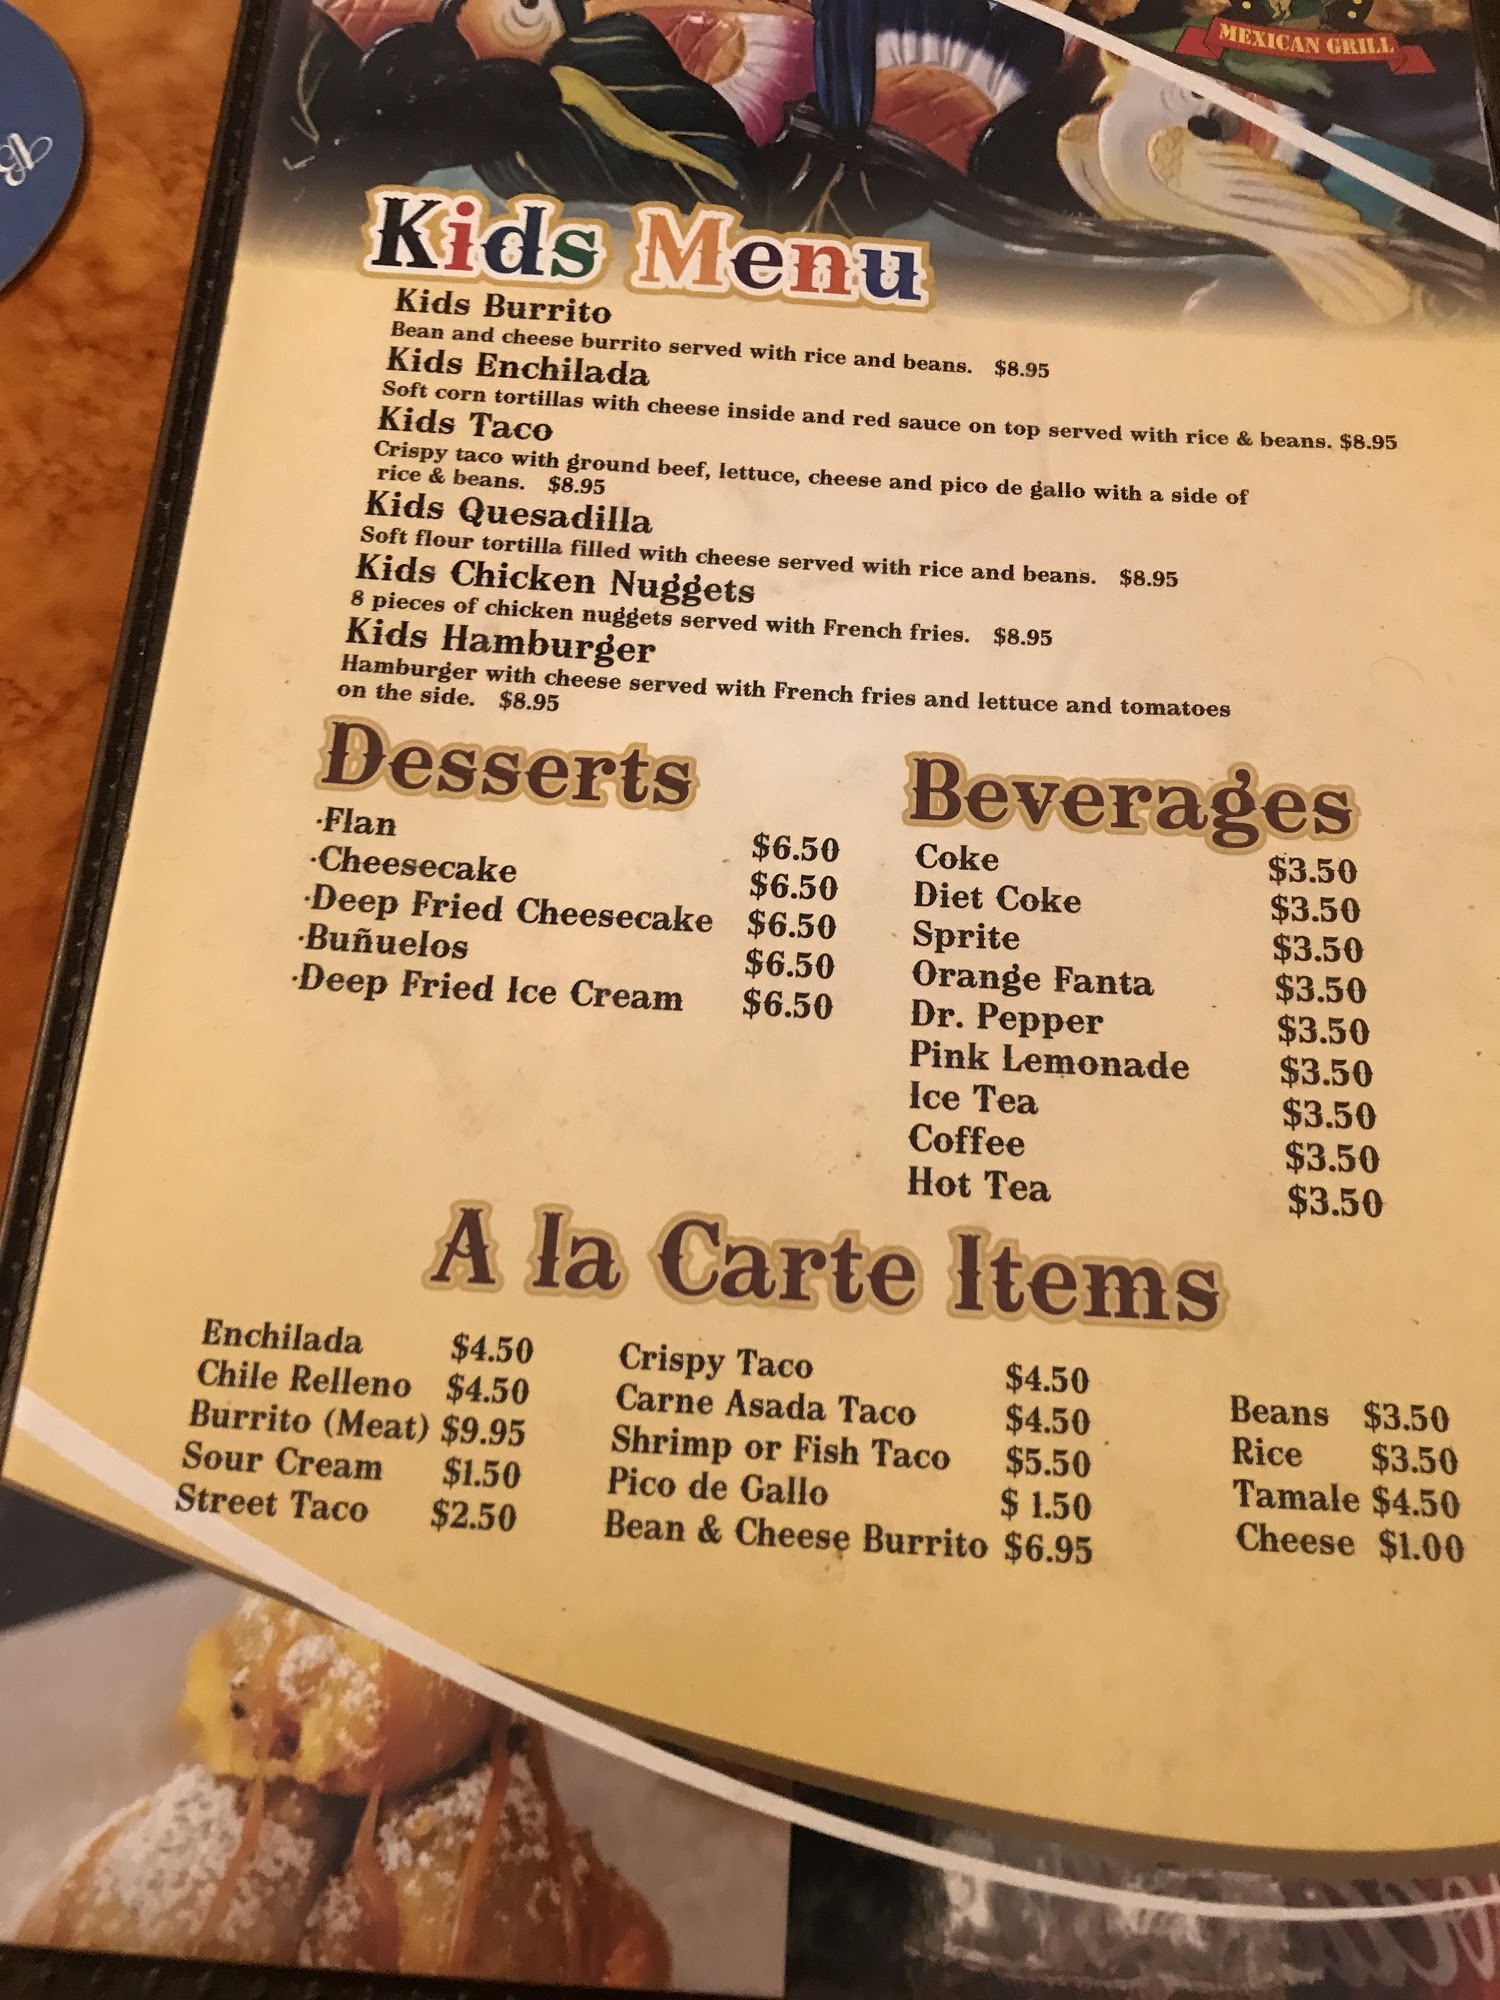 MEXICAN GRILL
Kids Menu
Kids Burrito
Bean and cheese burrito served with rice and beans. $8.95
Kids Enchilada
Soft corn tortillas with cheese inside and red sauce on top served with rice & beans. $8.95
Kids Taco
Crispy taco with ground beef, lettuce, cheese and pico de gallo with a side of
rice & beans. $8.95
Kids Quesadilla
Soft flour tortilla filled with cheese served with rice and beans. $8.95
Kids Chicken Nuggets
8 pieces of chicken nuggets served with French fries. $8.95
Kids Hamburger
Hamburger with cheese served with French fries and lettuce and tomatoes
on the side. $8.95
Desserts
·Flan $6.50
·Cheesecake $6.50
·Deep Fried Cheesecake $6.50
·Buñuelos $6.50
·Deep Fried Ice Cream $6.50
Beverages
Coke $3.50
Diet Coke $3.50
Sprite $3.50
Orange Fanta $3.50
Dr. Pepper $3.50
Pink Lemonade $3.50
Ice Tea $3.50
Coffee $3.50
Hot Tea $3.50
A la Carte Items
Enchilada $4.50
Chile Relleno $4.50
Burrito (Meat) $9.95
Sour Cream $1.50
Street Taco $2.50
Crispy Taco $4.50
Carne Asada Taco $4.50
Shrimp or Fish Taco $5.50
Pico de Gallo $ 1.50
Bean & Cheese Burrito $6.95
Beans $3.50
Rice $3.50
Tamale $4.50
Cheese $1.00